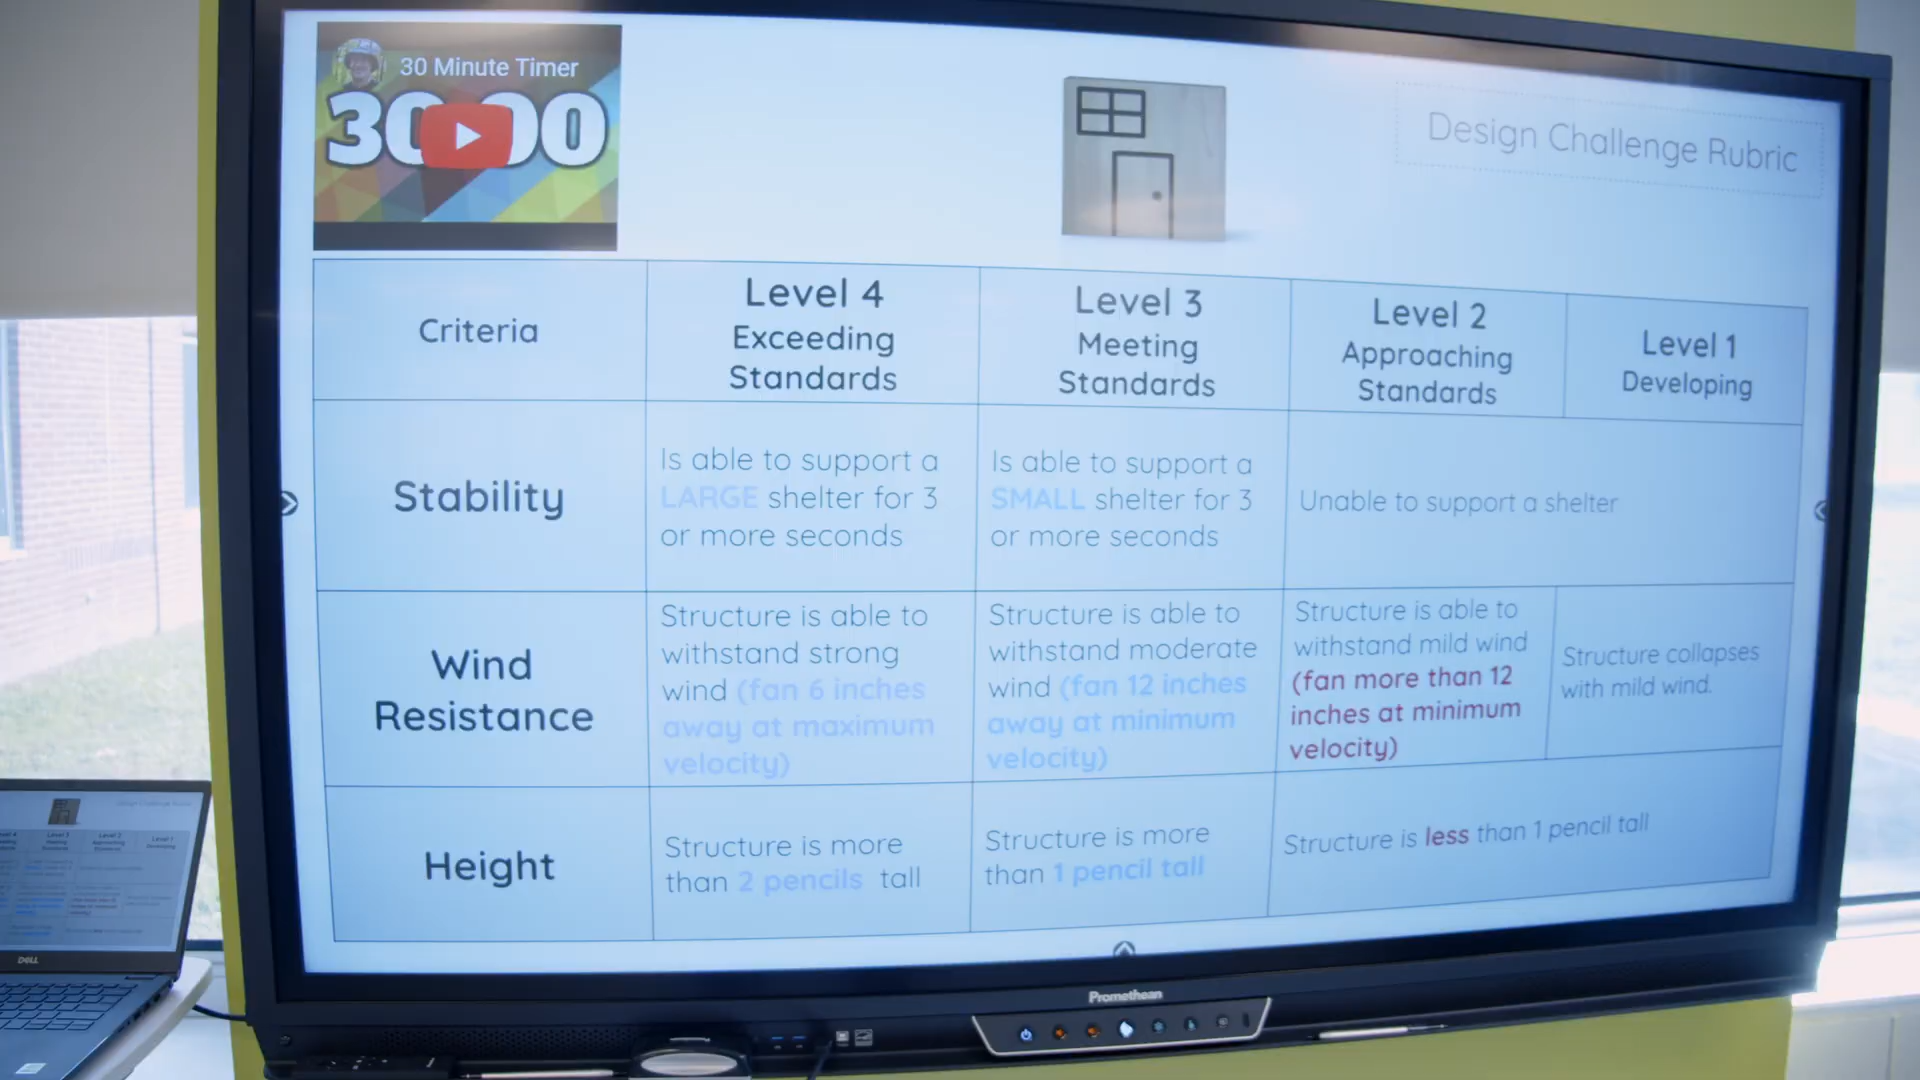 30 Minute Timer
Design Challenge Rubric
Criteria
Level 4
Exceeding
Standards
Level 3
Meeting
Standards
Level 2
Approaching
Standards
Level 1
Developing
Stability
Is able to support a
LARGE shelter for 3
or more seconds
Is able to support a
SMALL shelter for 3
or more seconds
Unable to support a shelter
Wind
Resistance
Structure is able to
withstand strong
wind (fan 6 inches
away at maximum
velocity)
Structure is able to
withstand moderate
wind (fan 12 inches
away at minimum
velocity)
Structure is able to
withstand mild wind
(fan more than 12
inches at minimum
velocity)
Structure collapses
with mild wind.
Height
Structure is more
than 2 pencils tall
Structure is more
than 1 pencil tall
Structure is less than 1 pencil tall
Promethean
DELL